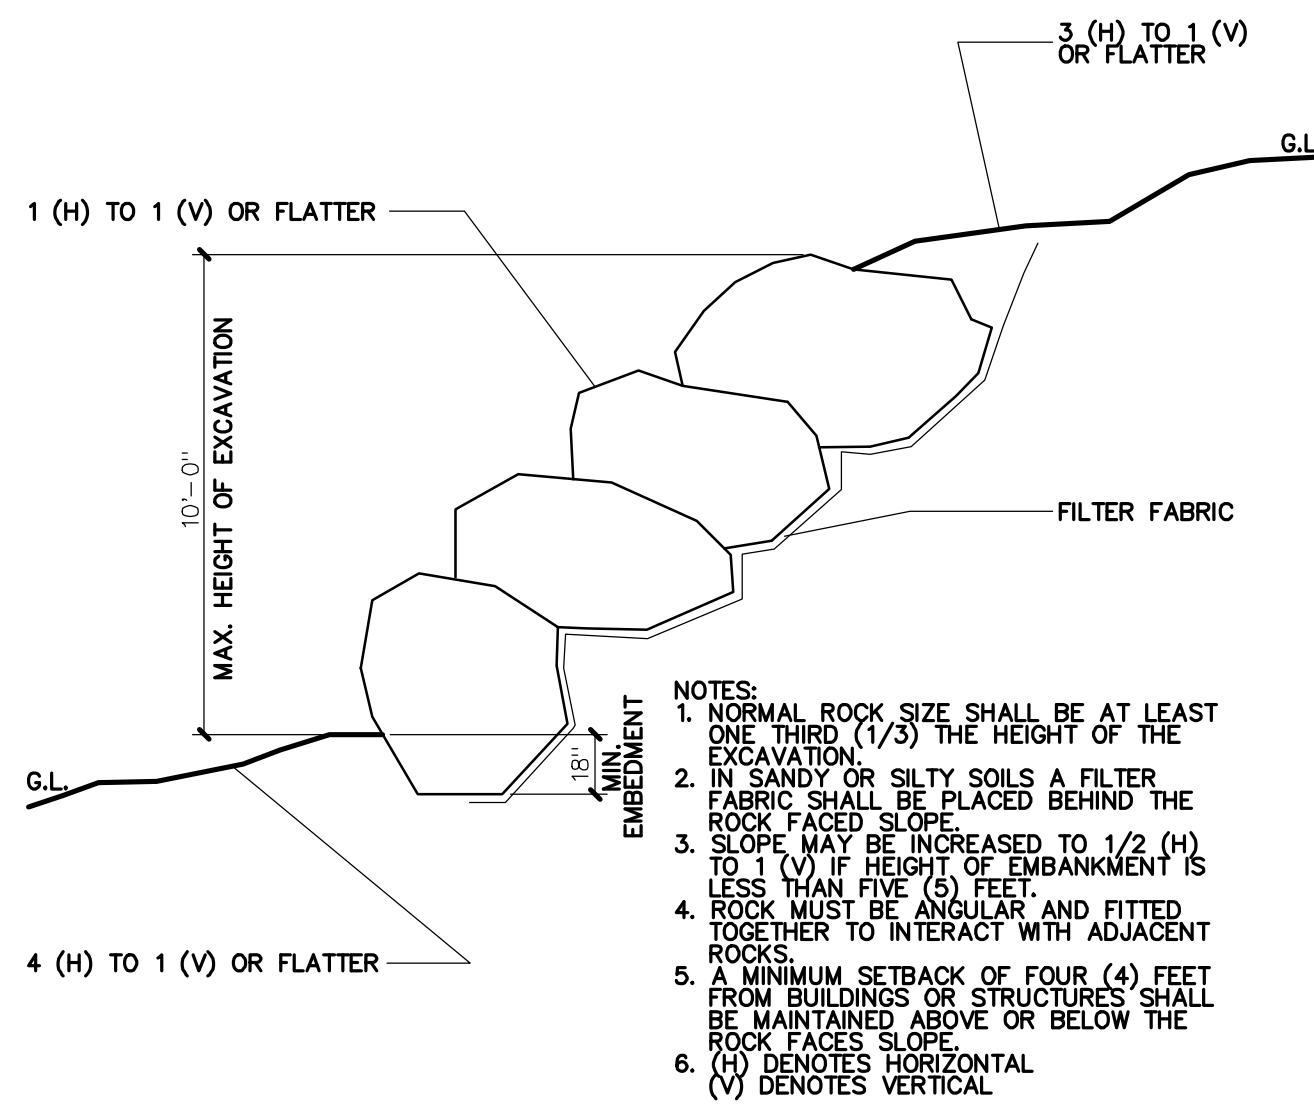 3 (H) TO 1 (V)
OR FLATTER
G.L
1 (H) TO 1 (V) OR FLATTER
10'-0"
MAX. HEIGHT OF EXCAVATION
FILTER FABRIC
G.L.
18"
MIN.
EMBEDMENT
4 (H) TO 1 (V) OR FLATTER
NOTES:
1. NORMAL ROCK SIZE SHALL BE AT LEAST
ONE THIRD (1/3) THE HEIGHT OF THE
EXCAVATION.
2. IN SANDY OR SILTY SOILS A FILTER
FABRIC SHALL BE PLACED BEHIND THE
ROCK FACED SLOPE.
3. SLOPE MAY BE INCREASED TO 1/2 (H)
TO 1 (V) IF HEIGHT OF EMBANKMENT IS
LESS THAN FIVE (5) FEET.
4. ROCK MUST BE ANGULAR AND FITTED
TOGETHER TO INTERACT WITH ADJACENT
ROCKS.
5. A MINIMUM SETBACK OF FOUR (4) FEET
FROM BUILDINGS OR STRUCTURES SHALL
BE MAINTAINED ABOVE OR BELOW THE
ROCK FACES SLOPE.
6. (H) DENOTES HORIZONTAL
(V) DENOTES VERTICAL